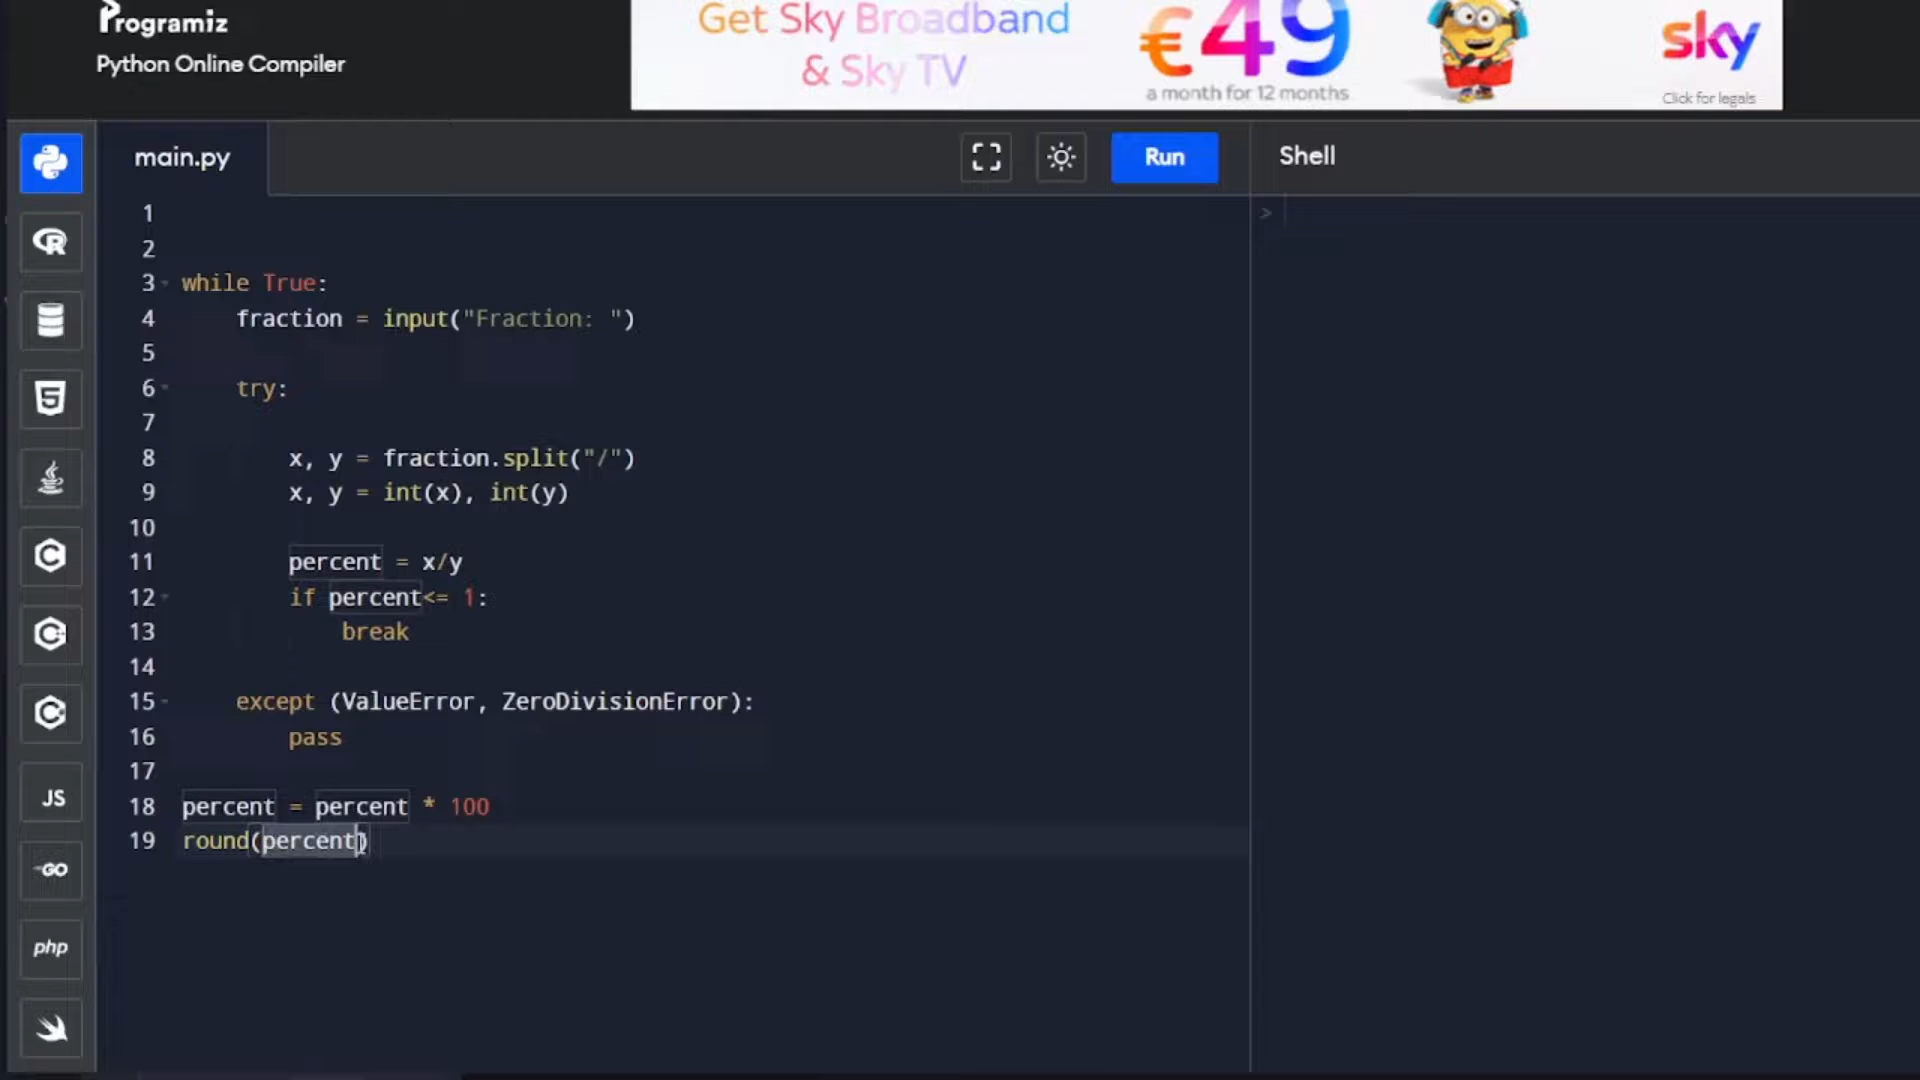 Programiz
Python Online Compiler
Get Sky Broadband
& Sky TV
€49
a month for 12 months
sky
Click for legals
main.py
Run
Shell
>
1
2
3 while True:
4 fraction = input("Fraction: ")
5
6 try:
7
8 x, y = fraction.split("/")
9 x, y = int(x), int(y)
10
11 percent = x/y
12 if percent<= 1:
13 break
14
15 except (ValueError, ZeroDivisionError):
16 pass
17
18 percent = percent * 100
19 round(percent)
R
5
C
C
C
JS
GO
php